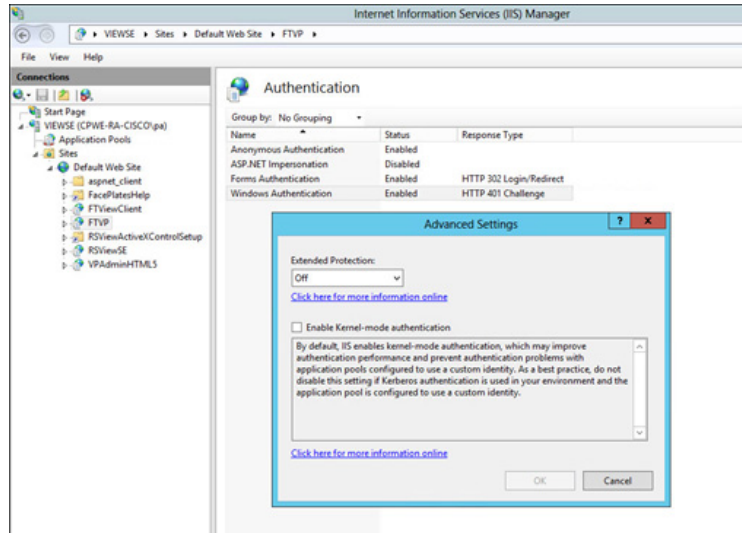 Internet Information Services (IIS) Manager
VIEWSE ▸ Sites ▸ Default Web Site ▸ FTVP ▸
File View Help
Connections
Start Page
VIEWSE (CPWE-RA-CISCO\pa)
Application Pools
Sites
Default Web Site
aspnet_client
FacePlatesHelp
FTViewClient
FTVP
RSViewActiveXControlSetup
RSViewSE
VPAdminHTML5
Authentication
Group by: No Grouping
Name Status Response Type
Anonymous Authentication Enabled
ASP.NET Impersonation Disabled
Forms Authentication Enabled HTTP 302 Login/Redirect
Windows Authentication Enabled HTTP 401 Challenge
Advanced Settings ? x
Extended Protection:
Off
Click here for more information online
Enable Kernel-mode authentication
By default, IIS enables kernel-mode authentication, which may improve
authentication performance and prevent authentication problems with
application pools configured to use a custom identity. As a best practice, do not
disable this setting if Kerberos authentication is used in your environment and the
application pool is configured to use a custom identity.
Click here for more information online
OK Cancel